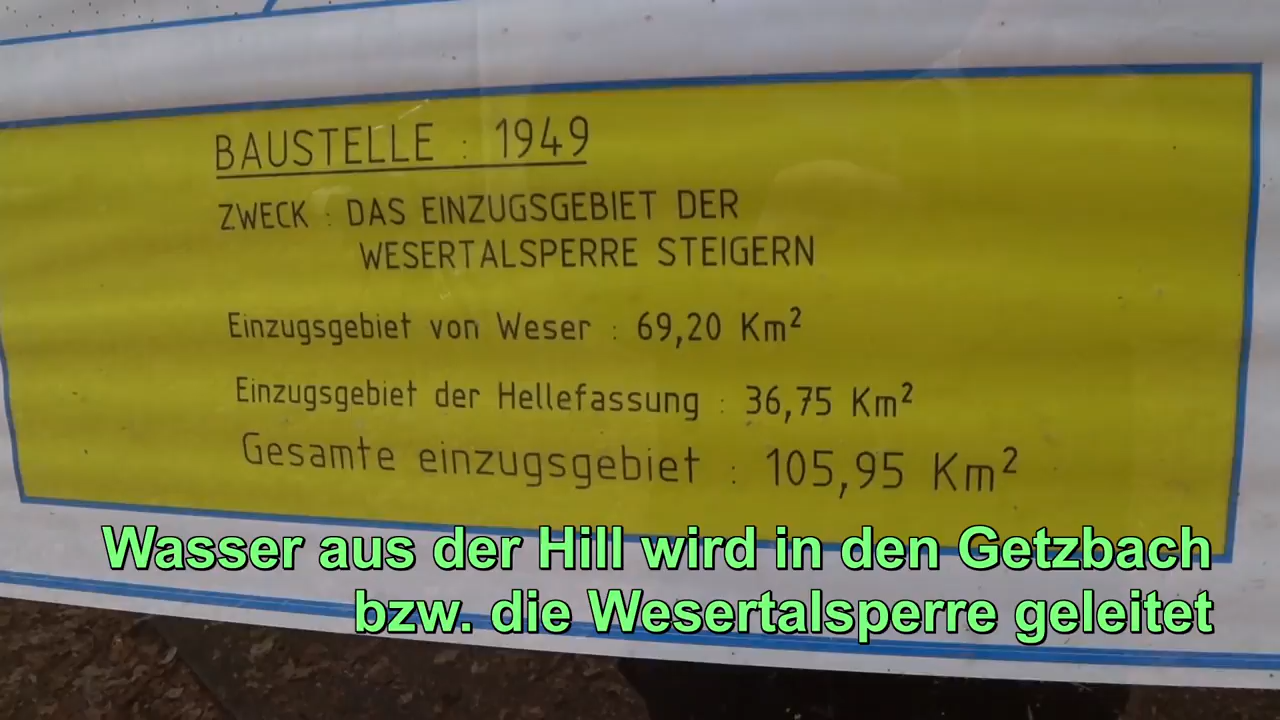 BAUSTELLE : 1949
ZWECK : DAS EINZUGSGEBIET DER
WESERTALSPERRE STEIGERN
Einzugsgebiet von Weser : 69,20 Km²
Einzugsgebiet der Hellefassung : 36,75 Km²
Gesamte einzugsgebiet : 105,95 Km²
Wasser aus der Hill wird in den Getzbach
bzw. die Wesertalsperre geleitet